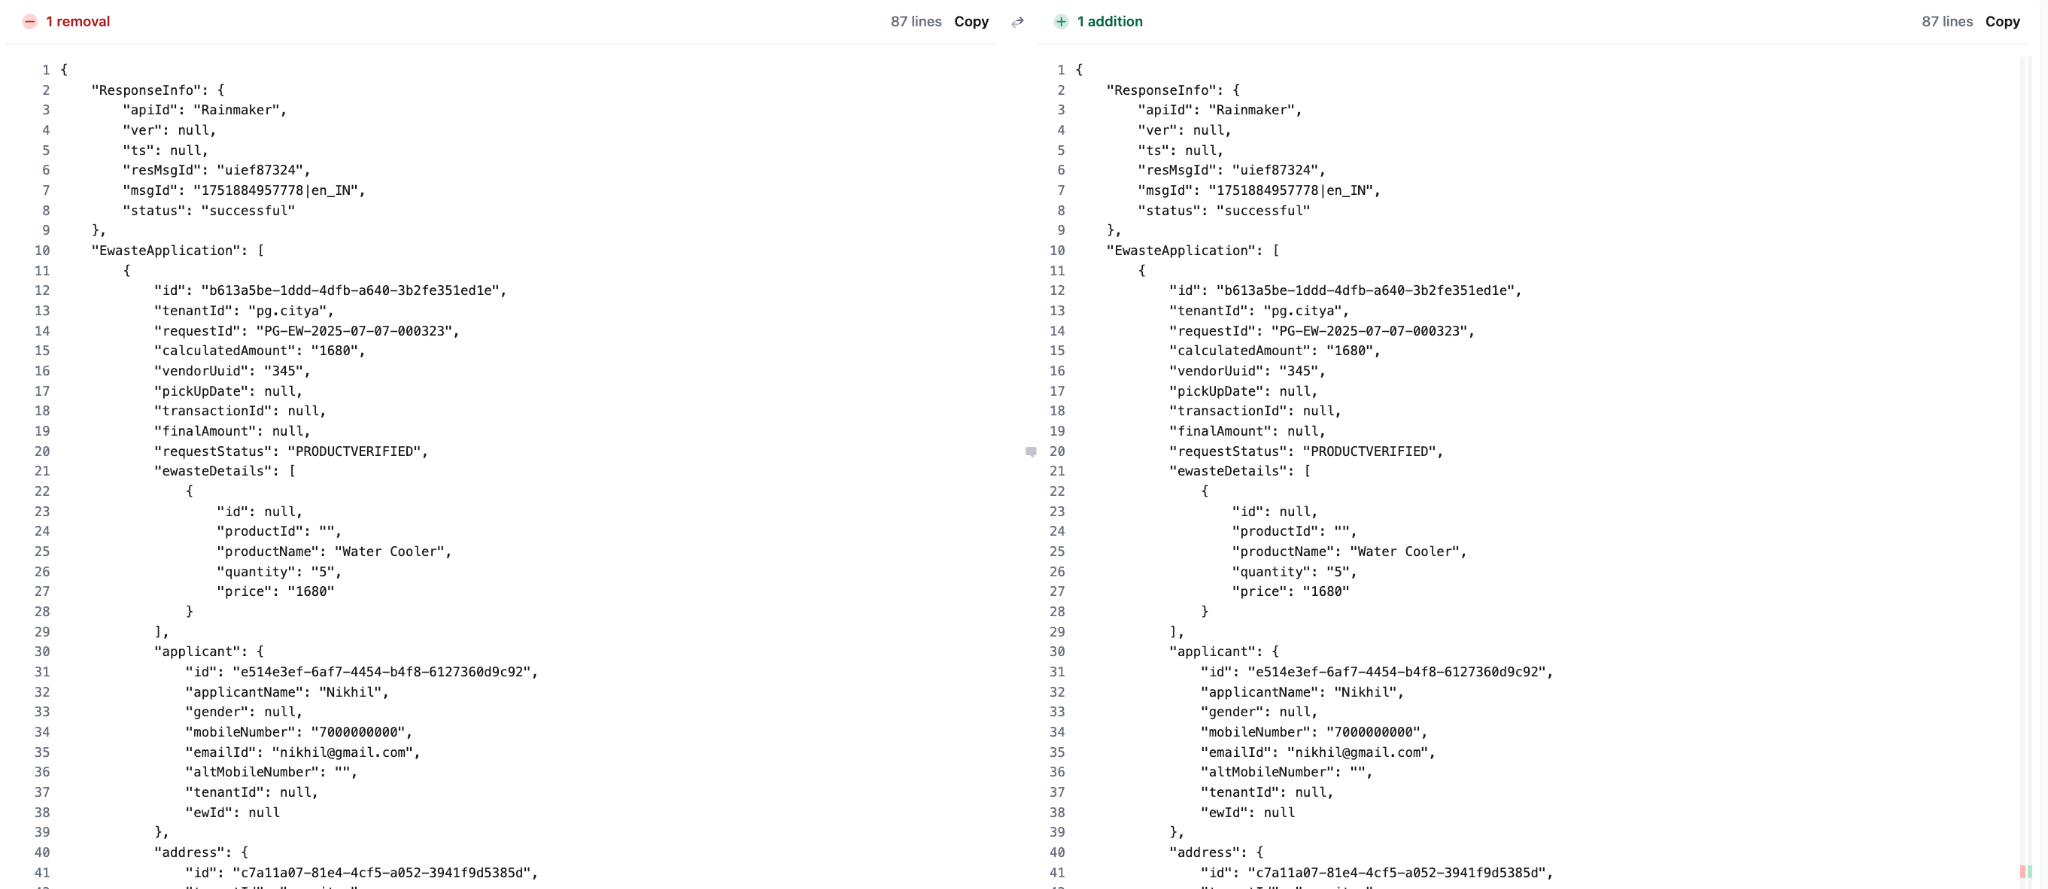 1 removal
87 lines Copy
1 {
2 "ResponseInfo": {
3 "apiId": "Rainmaker",
4 "ver": null,
5 "ts": null,
6 "resMsgId": "uief87324",
7 "msgId": "1751884957778|en_IN",
8 "status": "successful"
9 },
10 "EwasteApplication": [
11 {
12 "id": "b613a5be-1ddd-4dfb-a640-3b2fe351ed1e",
13 "tenantId": "pg.citya",
14 "requestId": "PG-EW-2025-07-07-000323",
15 "calculatedAmount": "1680",
16 "vendorUuid": "345",
17 "pickUpDate": null,
18 "transactionId": null,
19 "finalAmount": null,
20 "requestStatus": "PRODUCTVERIFIED",
21 "ewasteDetails": [
22 {
23 "id": null,
24 "productId": "",
25 "productName": "Water Cooler",
26 "quantity": "5",
27 "price": "1680"
28 }
29 ],
30 "applicant": {
31 "id": "e514e3ef-6af7-4454-b4f8-6127360d9c92",
32 "applicantName": "Nikhil",
33 "gender": null,
34 "mobileNumber": "7000000000",
35 "emailId": "nikhil@gmail.com",
36 "altMobileNumber": "",
37 "tenantId": null,
38 "ewId": null
39 },
40 "address": {
41 "id": "c7a11a07-81e4-4cf5-a052-3941f9d5385d",
1 addition
87 lines Copy
1 {
2 "ResponseInfo": {
3 "apiId": "Rainmaker",
4 "ver": null,
5 "ts": null,
6 "resMsgId": "uief87324",
7 "msgId": "1751884957778|en_IN",
8 "status": "successful"
9 },
10 "EwasteApplication": [
11 {
12 "id": "b613a5be-1ddd-4dfb-a640-3b2fe351ed1e",
13 "tenantId": "pg.citya",
14 "requestId": "PG-EW-2025-07-07-000323",
15 "calculatedAmount": "1680",
16 "vendorUuid": "345",
17 "pickUpDate": null,
18 "transactionId": null,
19 "finalAmount": null,
20 "requestStatus": "PRODUCTVERIFIED",
21 "ewasteDetails": [
22 {
23 "id": null,
24 "productId": "",
25 "productName": "Water Cooler",
26 "quantity": "5",
27 "price": "1680"
28 }
29 ],
30 "applicant": {
31 "id": "e514e3ef-6af7-4454-b4f8-6127360d9c92",
32 "applicantName": "Nikhil",
33 "gender": null,
34 "mobileNumber": "7000000000",
35 "emailId": "nikhil@gmail.com",
36 "altMobileNumber": "",
37 "tenantId": null,
38 "ewId": null
39 },
40 "address": {
41 "id": "c7a11a07-81e4-4cf5-a052-3941f9d5385d",